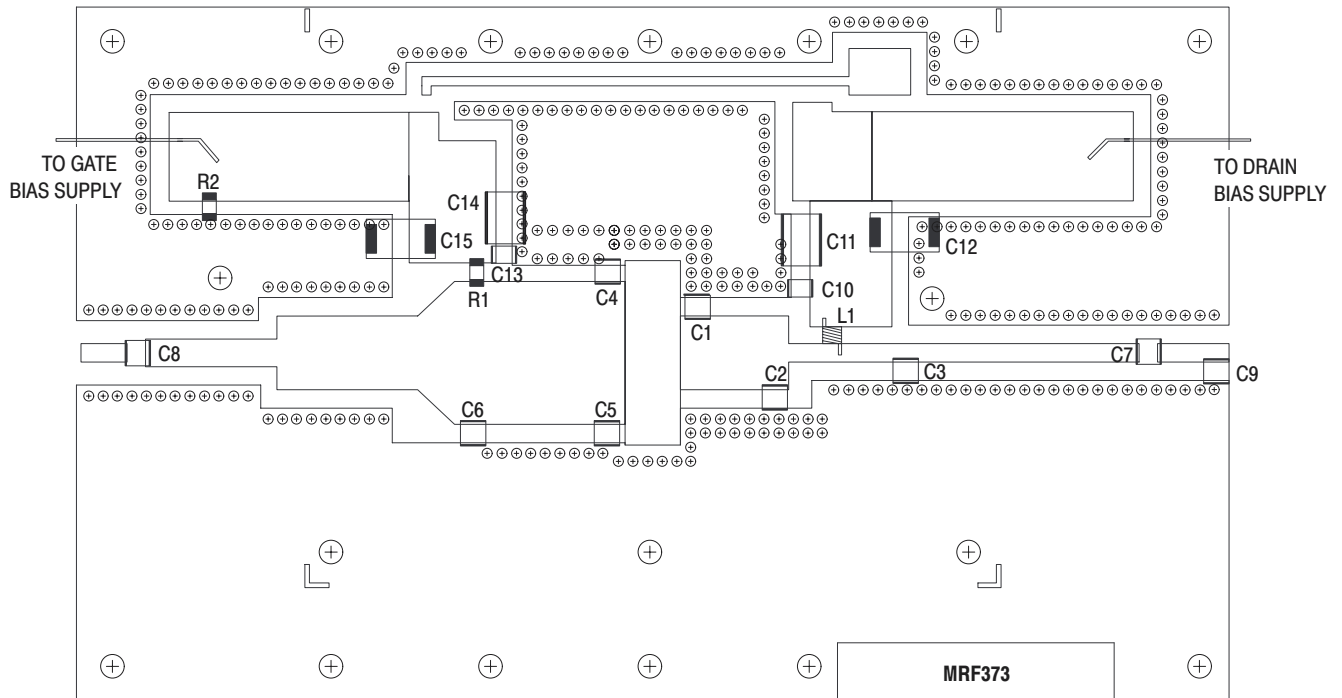 TO GATE
BIAS SUPPLY
TO DRAIN
BIAS SUPPLY
R2
C14
C15
C13
R1
C4
C11
C12
C10
C1
L1
C8
C7
C2
C3
C9
C6
C5
MRF373